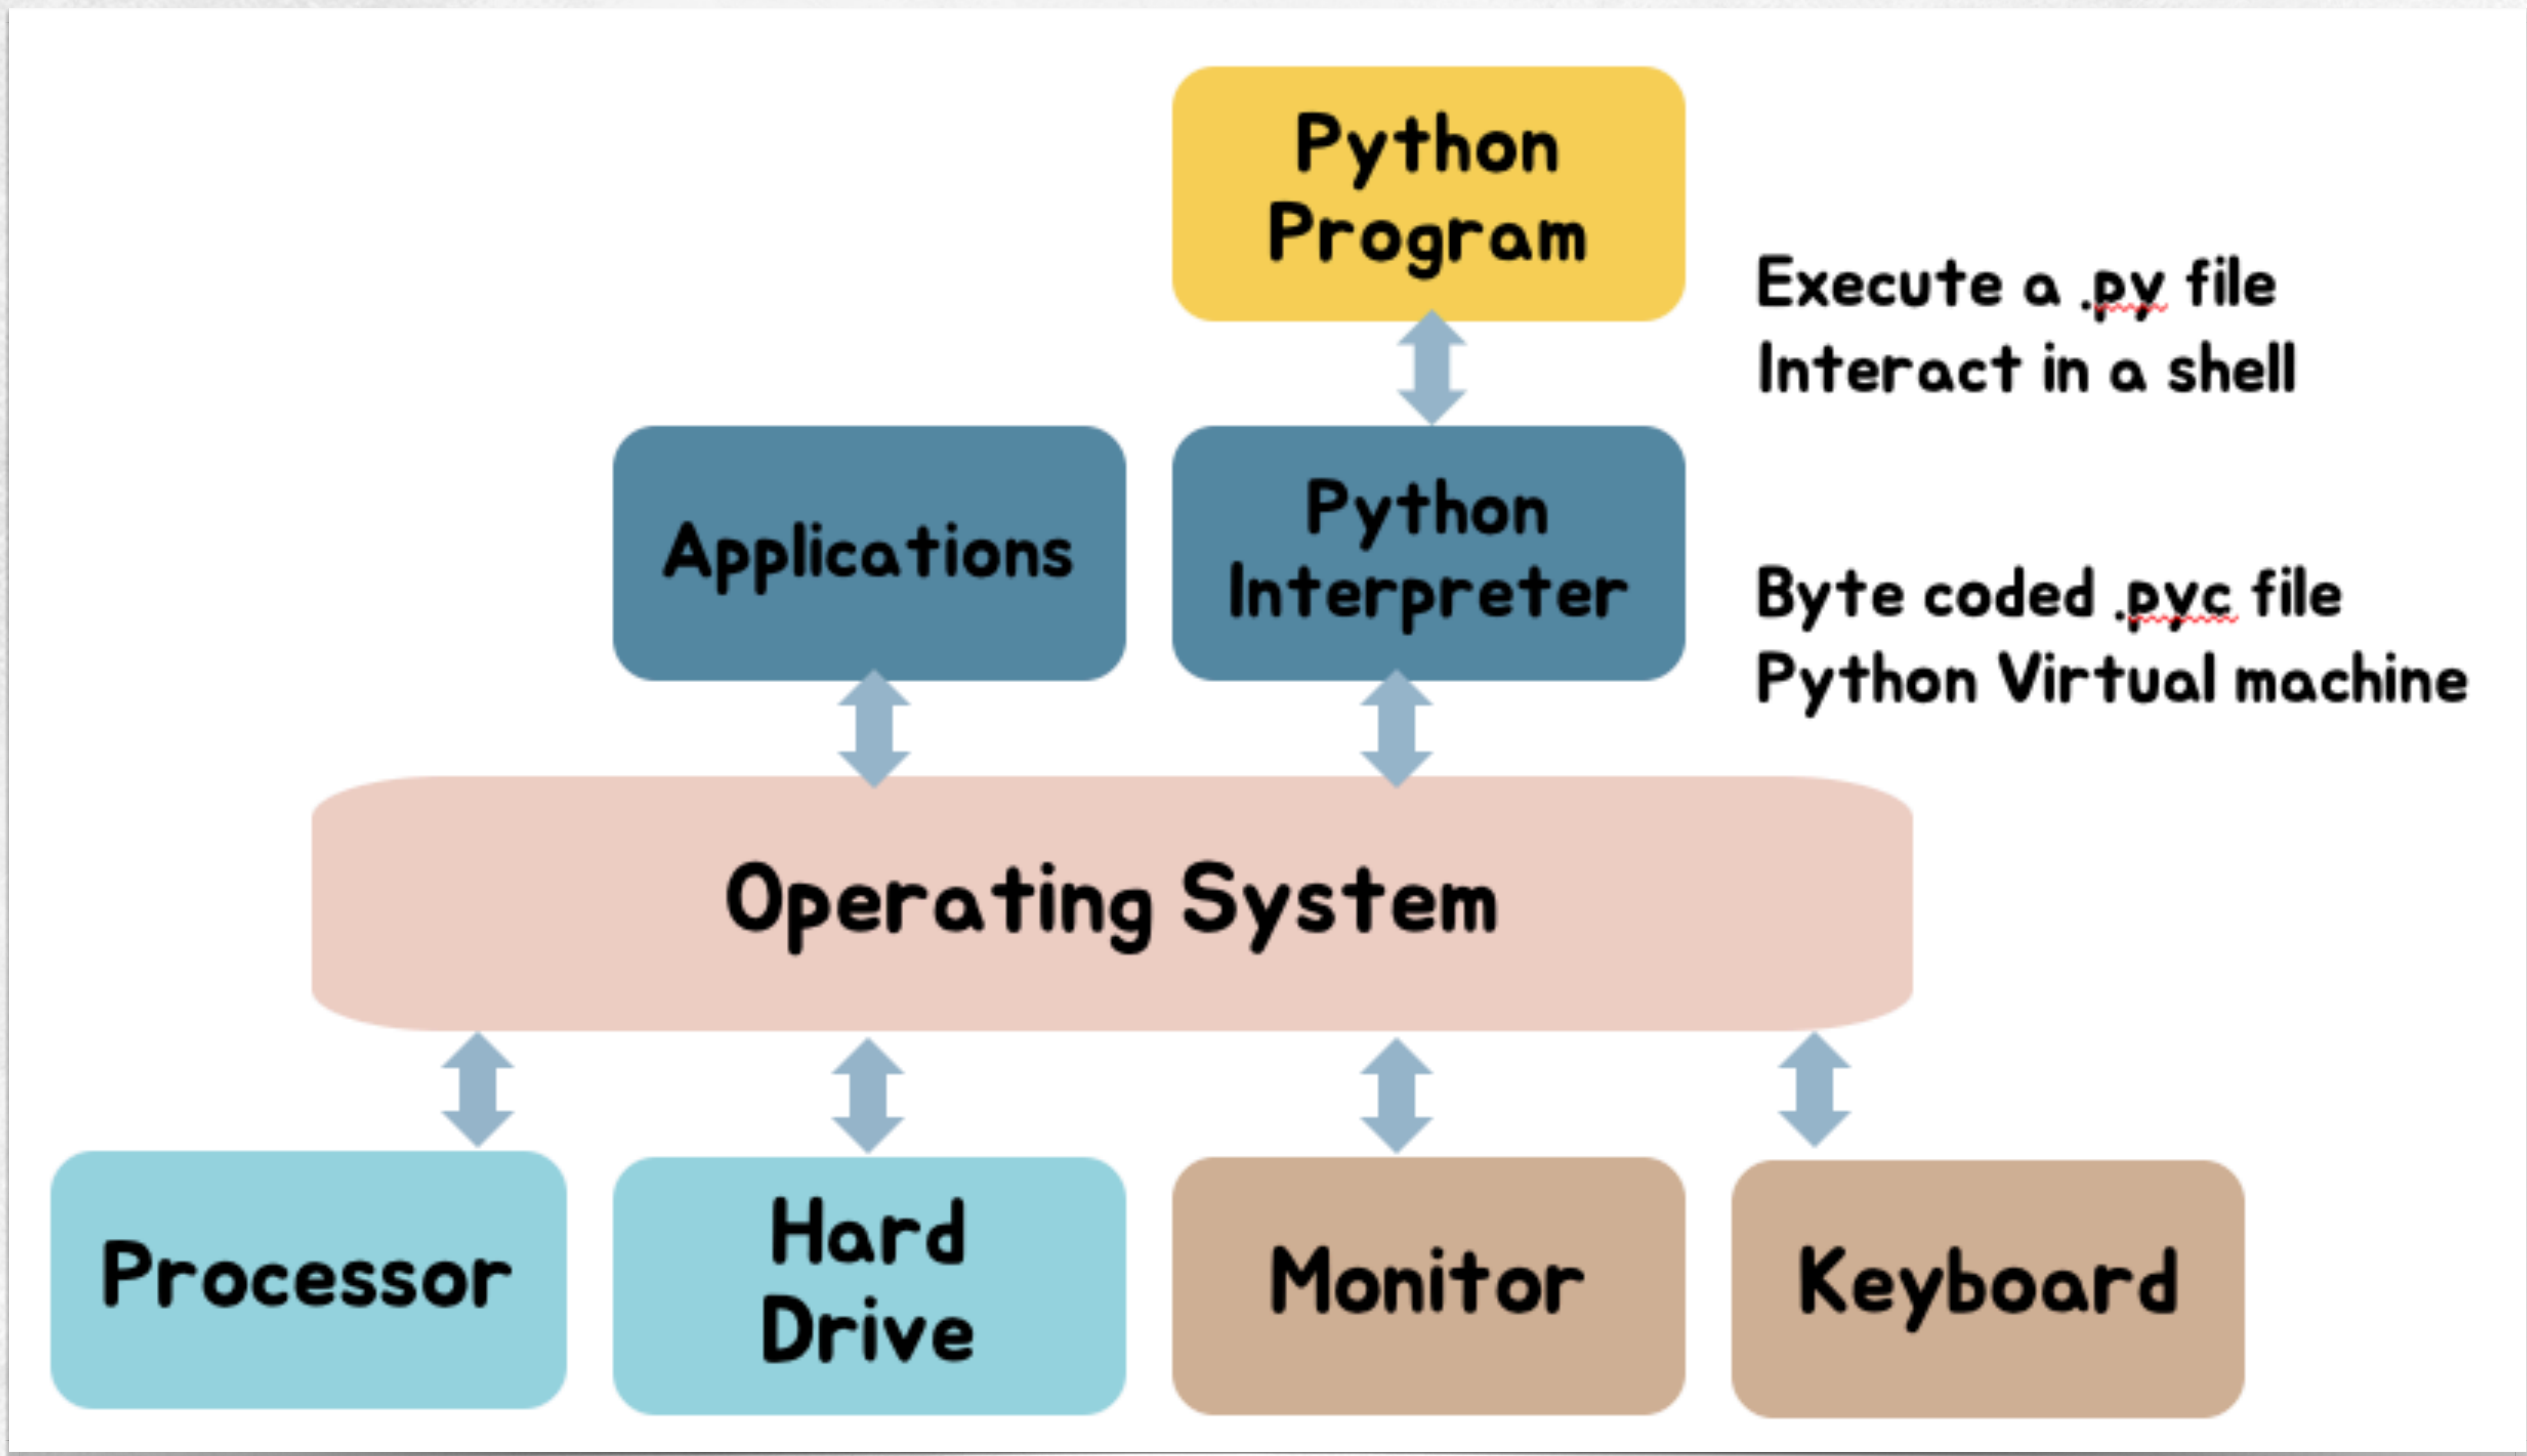 Python
Program
Execute a .py file
Interact in a shell
Applications
Python
Interpreter
Byte coded .pyc file
Python Virtual machine
Operating System
Processor
Hard
Drive
Monitor
Keyboard